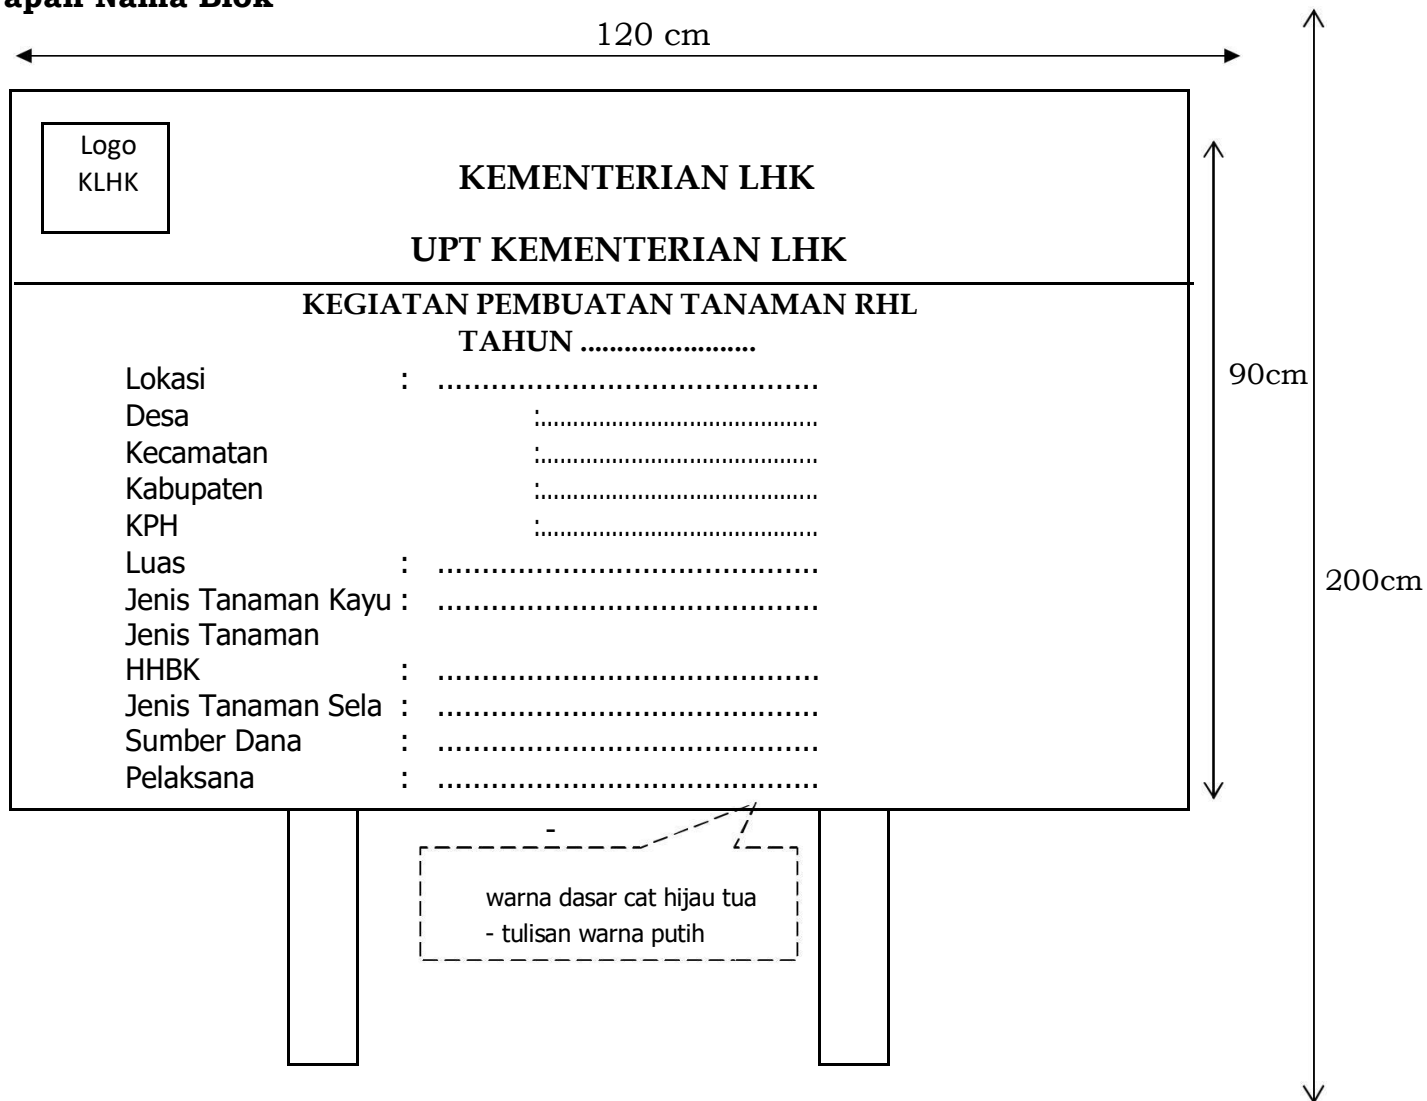 Nama Blok
120 cm
Logo
KLHK
KEMENTERIAN LHK
UPT KEMENTERIAN LHK
KEGIATAN PEMBUATAN TANAMAN RHL
TAHUN ........................
Lokasi : ...........................................
Desa :............................................
Kecamatan :............................................
Kabupaten :............................................
KPH :............................................
90cm
Luas : ...........................................
Jenis Tanaman Kayu : ...........................................
Jenis Tanaman
HHBK : ...........................................
Jenis Tanaman Sela : ...........................................
Sumber Dana : ...........................................
Pelaksana : ...........................................
200cm
-
warna dasar cat hijau tua
- tulisan warna putih